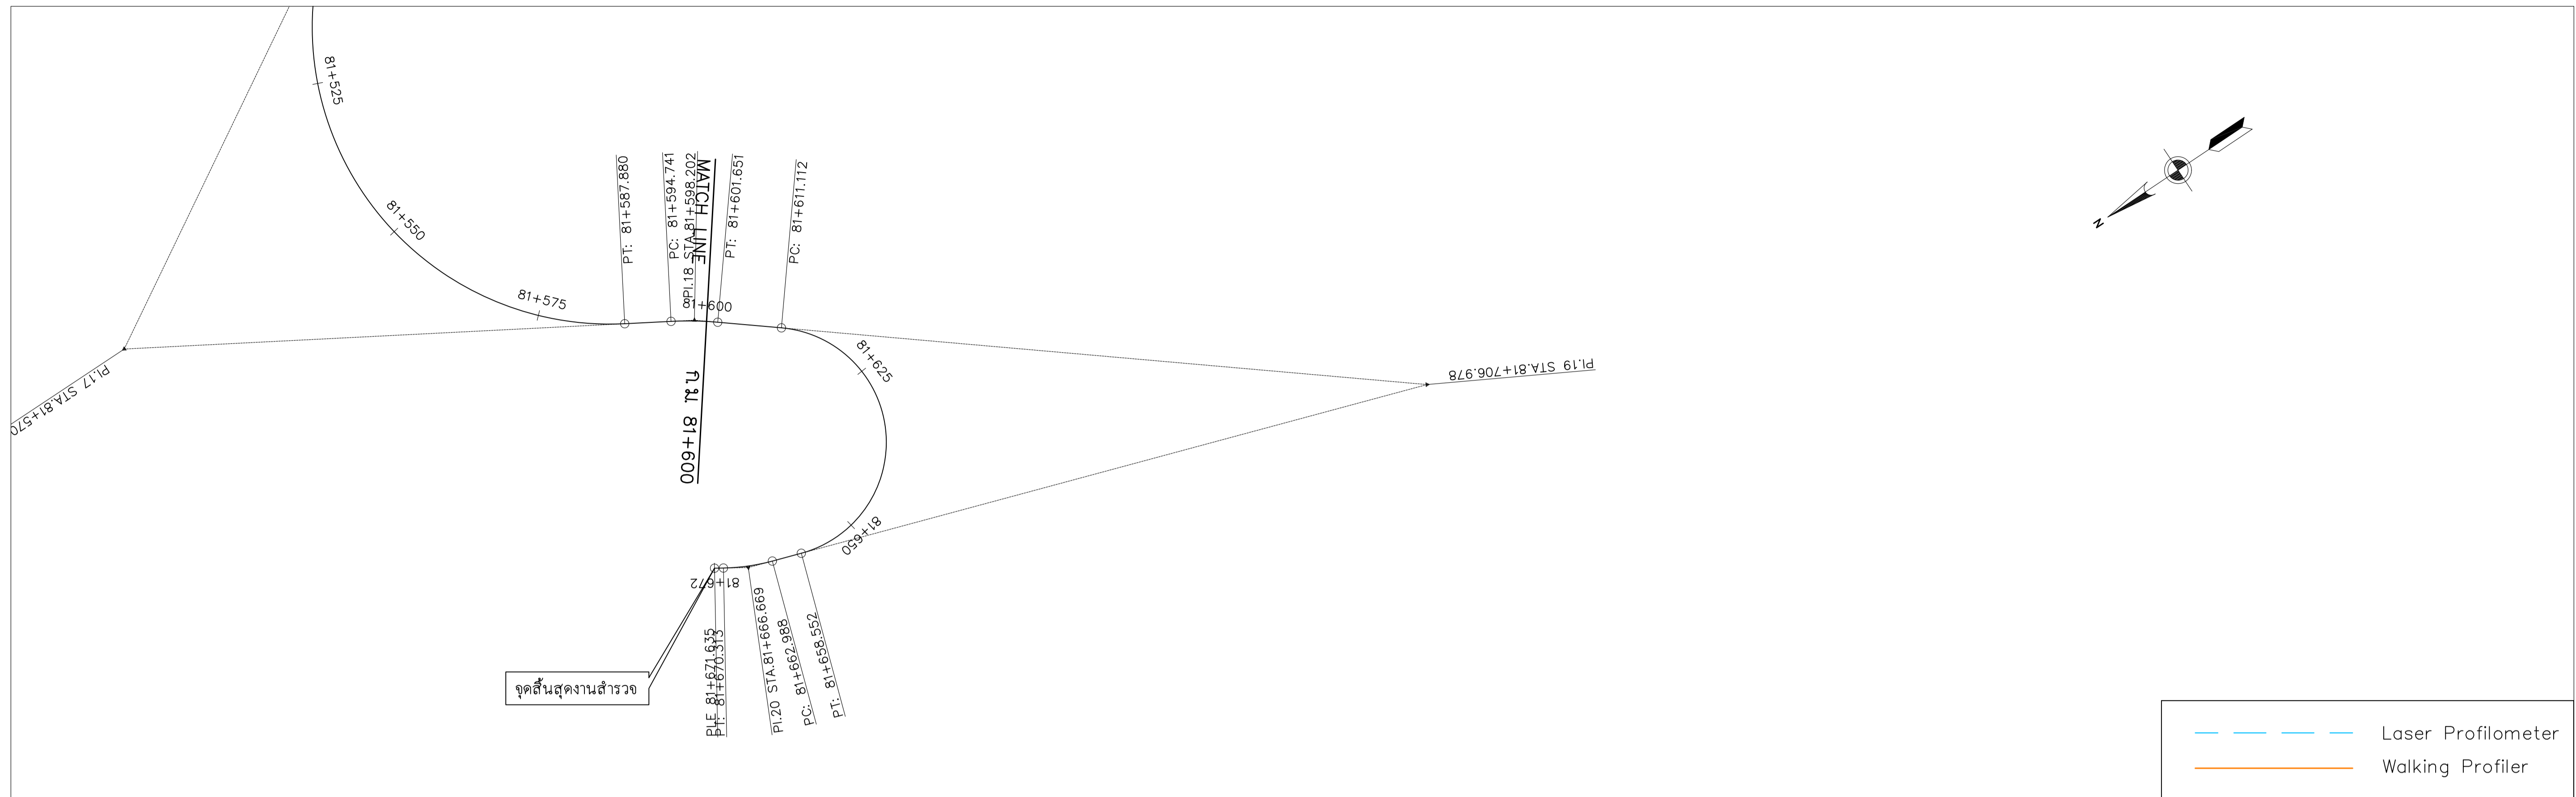 81+525
81+550
81+575
PI.17 STA.81+570
PT: 81+587.880
PC: 81+594.741
PI.18 STA.81+598.202
MATCH LINE
ก.ม. 81+600
PT: 81+601.651
81+600
PC: 81+611.112
81+625
PI.19 STA.81+706.978
81+650
81+672
PLE 81+671.635
PT: 81+670.313
PI.20 STA.81+666.669
PC: 81+662.988
PT: 81+658.552
จุดสิ้นสุดงานสำรวจ
N
Laser Profilometer
Walking Profiler